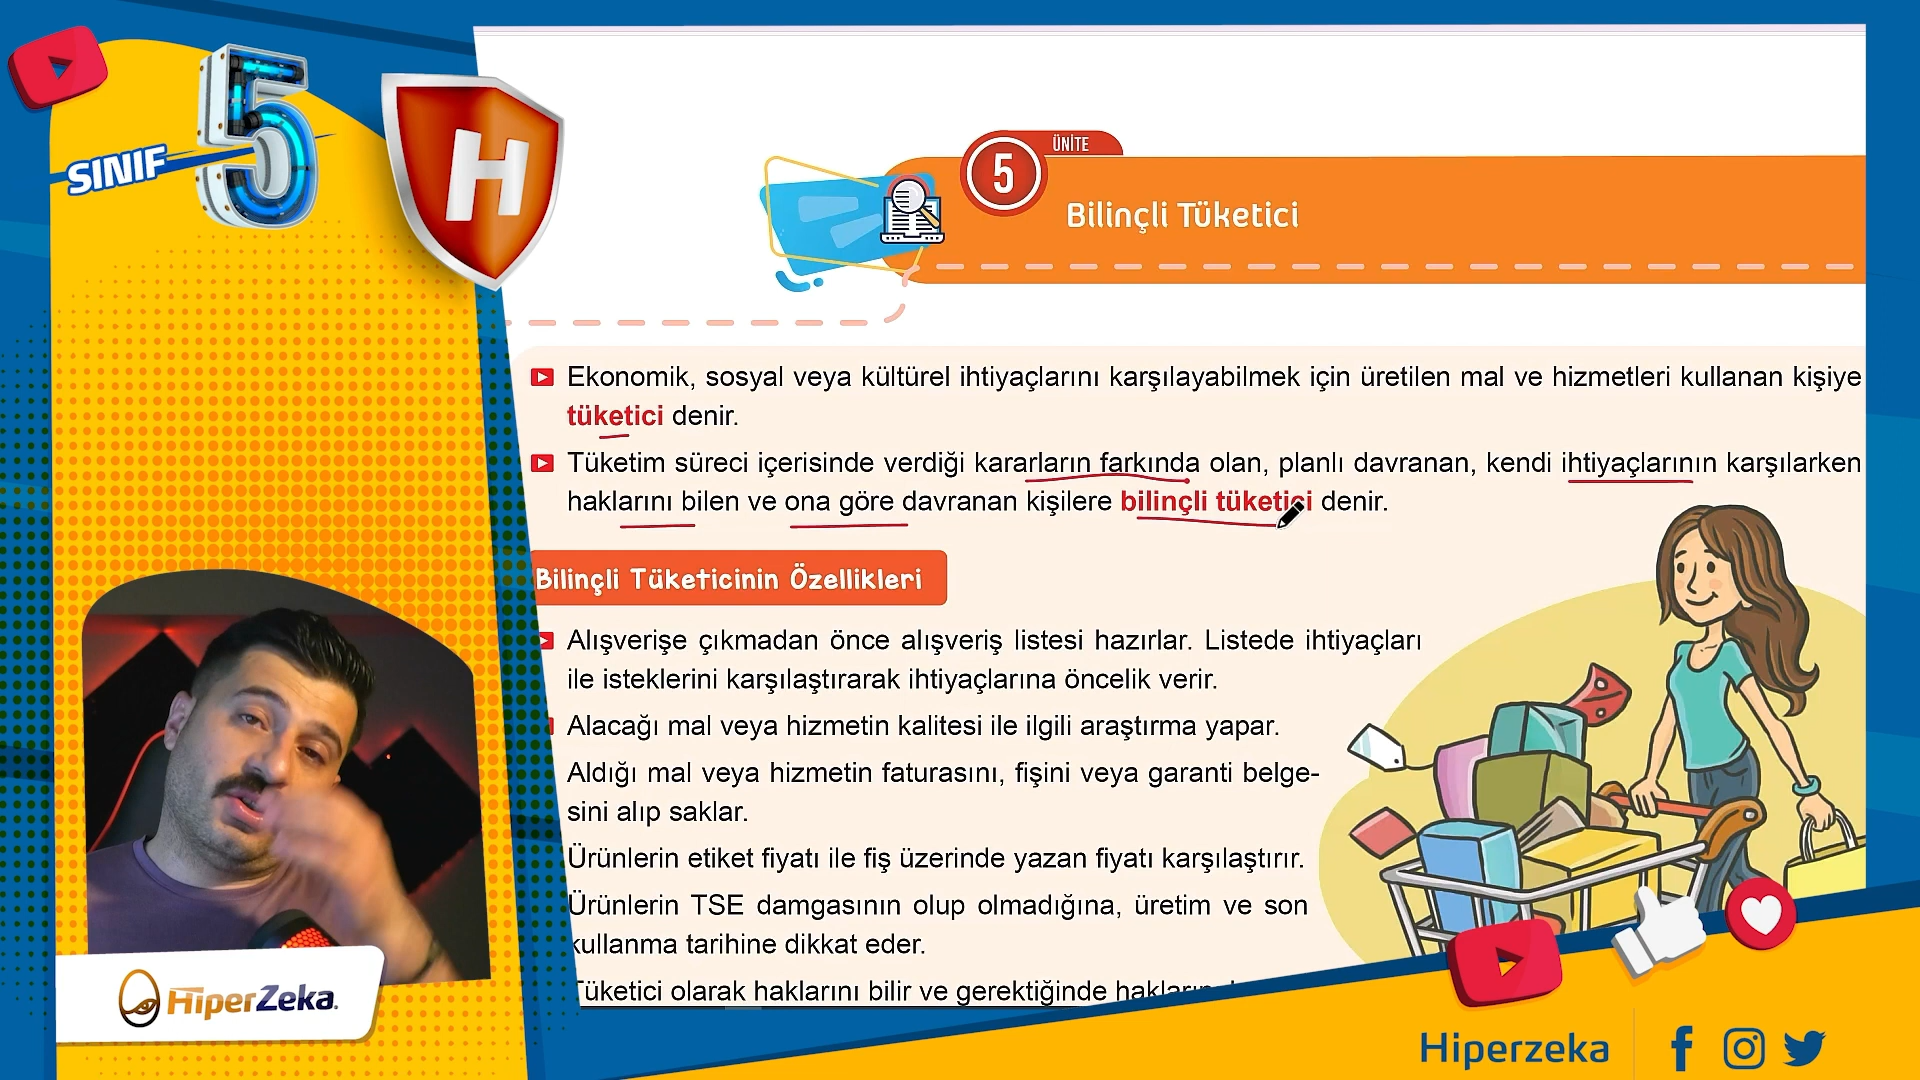 SINIF 5
H
5 ÜNİTE
Bilinçli Tüketici
Ekonomik, sosyal veya kültürel ihtiyaçlarını karşılayabilmek için üretilen mal ve hizmetleri kullanan kişiye
tüketici denir.
Tüketim süreci içerisinde verdiği kararların farkında olan, planlı davranan, kendi ihtiyaçlarının karşılarken
haklarını bilen ve ona göre davranan kişilere bilinçli tüketici denir.
Bilinçli Tüketicinin Özellikleri
Alışverişe çıkmadan önce alışveriş listesi hazırlar. Listede ihtiyaçları
ile isteklerini karşılaştırarak ihtiyaçlarına öncelik verir.
Alacağı mal veya hizmetin kalitesi ile ilgili araştırma yapar.
Aldığı mal veya hizmetin faturasını, fişini veya garanti belge-
sini alıp saklar.
Ürünlerin etiket fiyatı ile fiş üzerinde yazan fiyatı karşılaştırır.
Ürünlerin TSE damgasının olup olmadığına, üretim ve son
kullanma tarihine dikkat eder.
Tüketici olarak haklarını bilir ve gerektiğinde
HiperZeka.
Hiperzeka